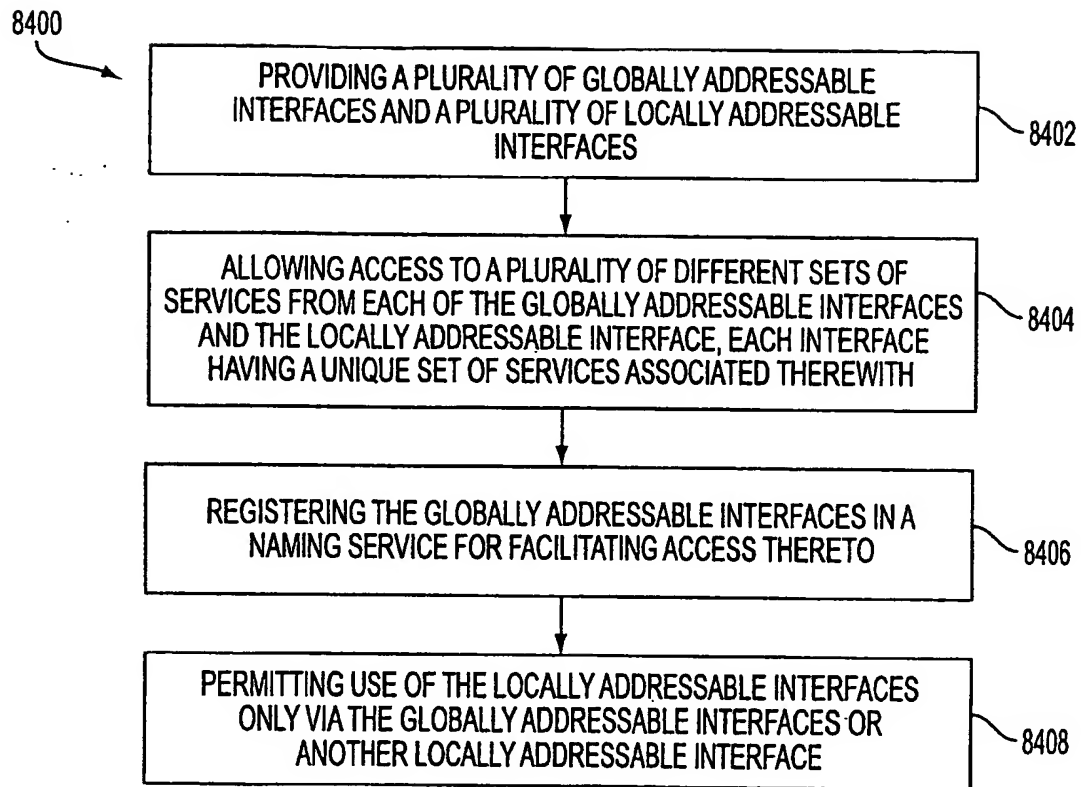 8400
PROVIDING A PLURALITY OF GLOBALLY ADDRESSABLE
INTERFACES AND A PLURALITY OF LOCALLY ADDRESSABLE
INTERFACES
8402
ALLOWING ACCESS TO A PLURALITY OF DIFFERENT SETS OF
SERVICES FROM EACH OF THE GLOBALLY ADDRESSABLE INTERFACES
AND THE LOCALLY ADDRESSABLE INTERFACE, EACH INTERFACE
HAVING A UNIQUE SET OF SERVICES ASSOCIATED THEREWITH
8404
REGISTERING THE GLOBALLY ADDRESSABLE INTERFACES IN A
NAMING SERVICE FOR FACILITATING ACCESS THERETO
8406
PERMITTING USE OF THE LOCALLY ADDRESSABLE INTERFACES
ONLY VIA THE GLOBALLY ADDRESSABLE INTERFACES OR
ANOTHER LOCALLY ADDRESSABLE INTERFACE
8408